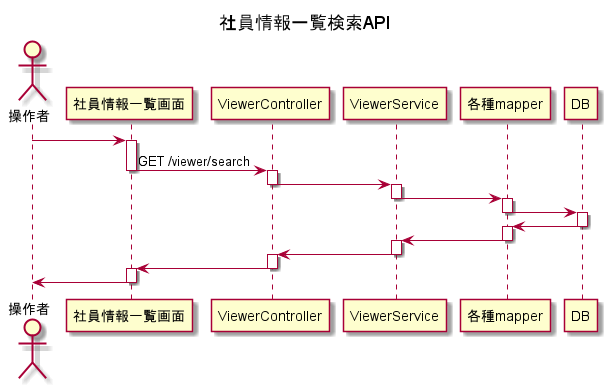 社員情報一覧検索API
操作者
社員情報一覧画面
ViewerController
ViewerService
各種mapper
DB
GET /viewer/search
操作者
社員情報一覧画面
ViewerController
ViewerService
各種mapper
DB